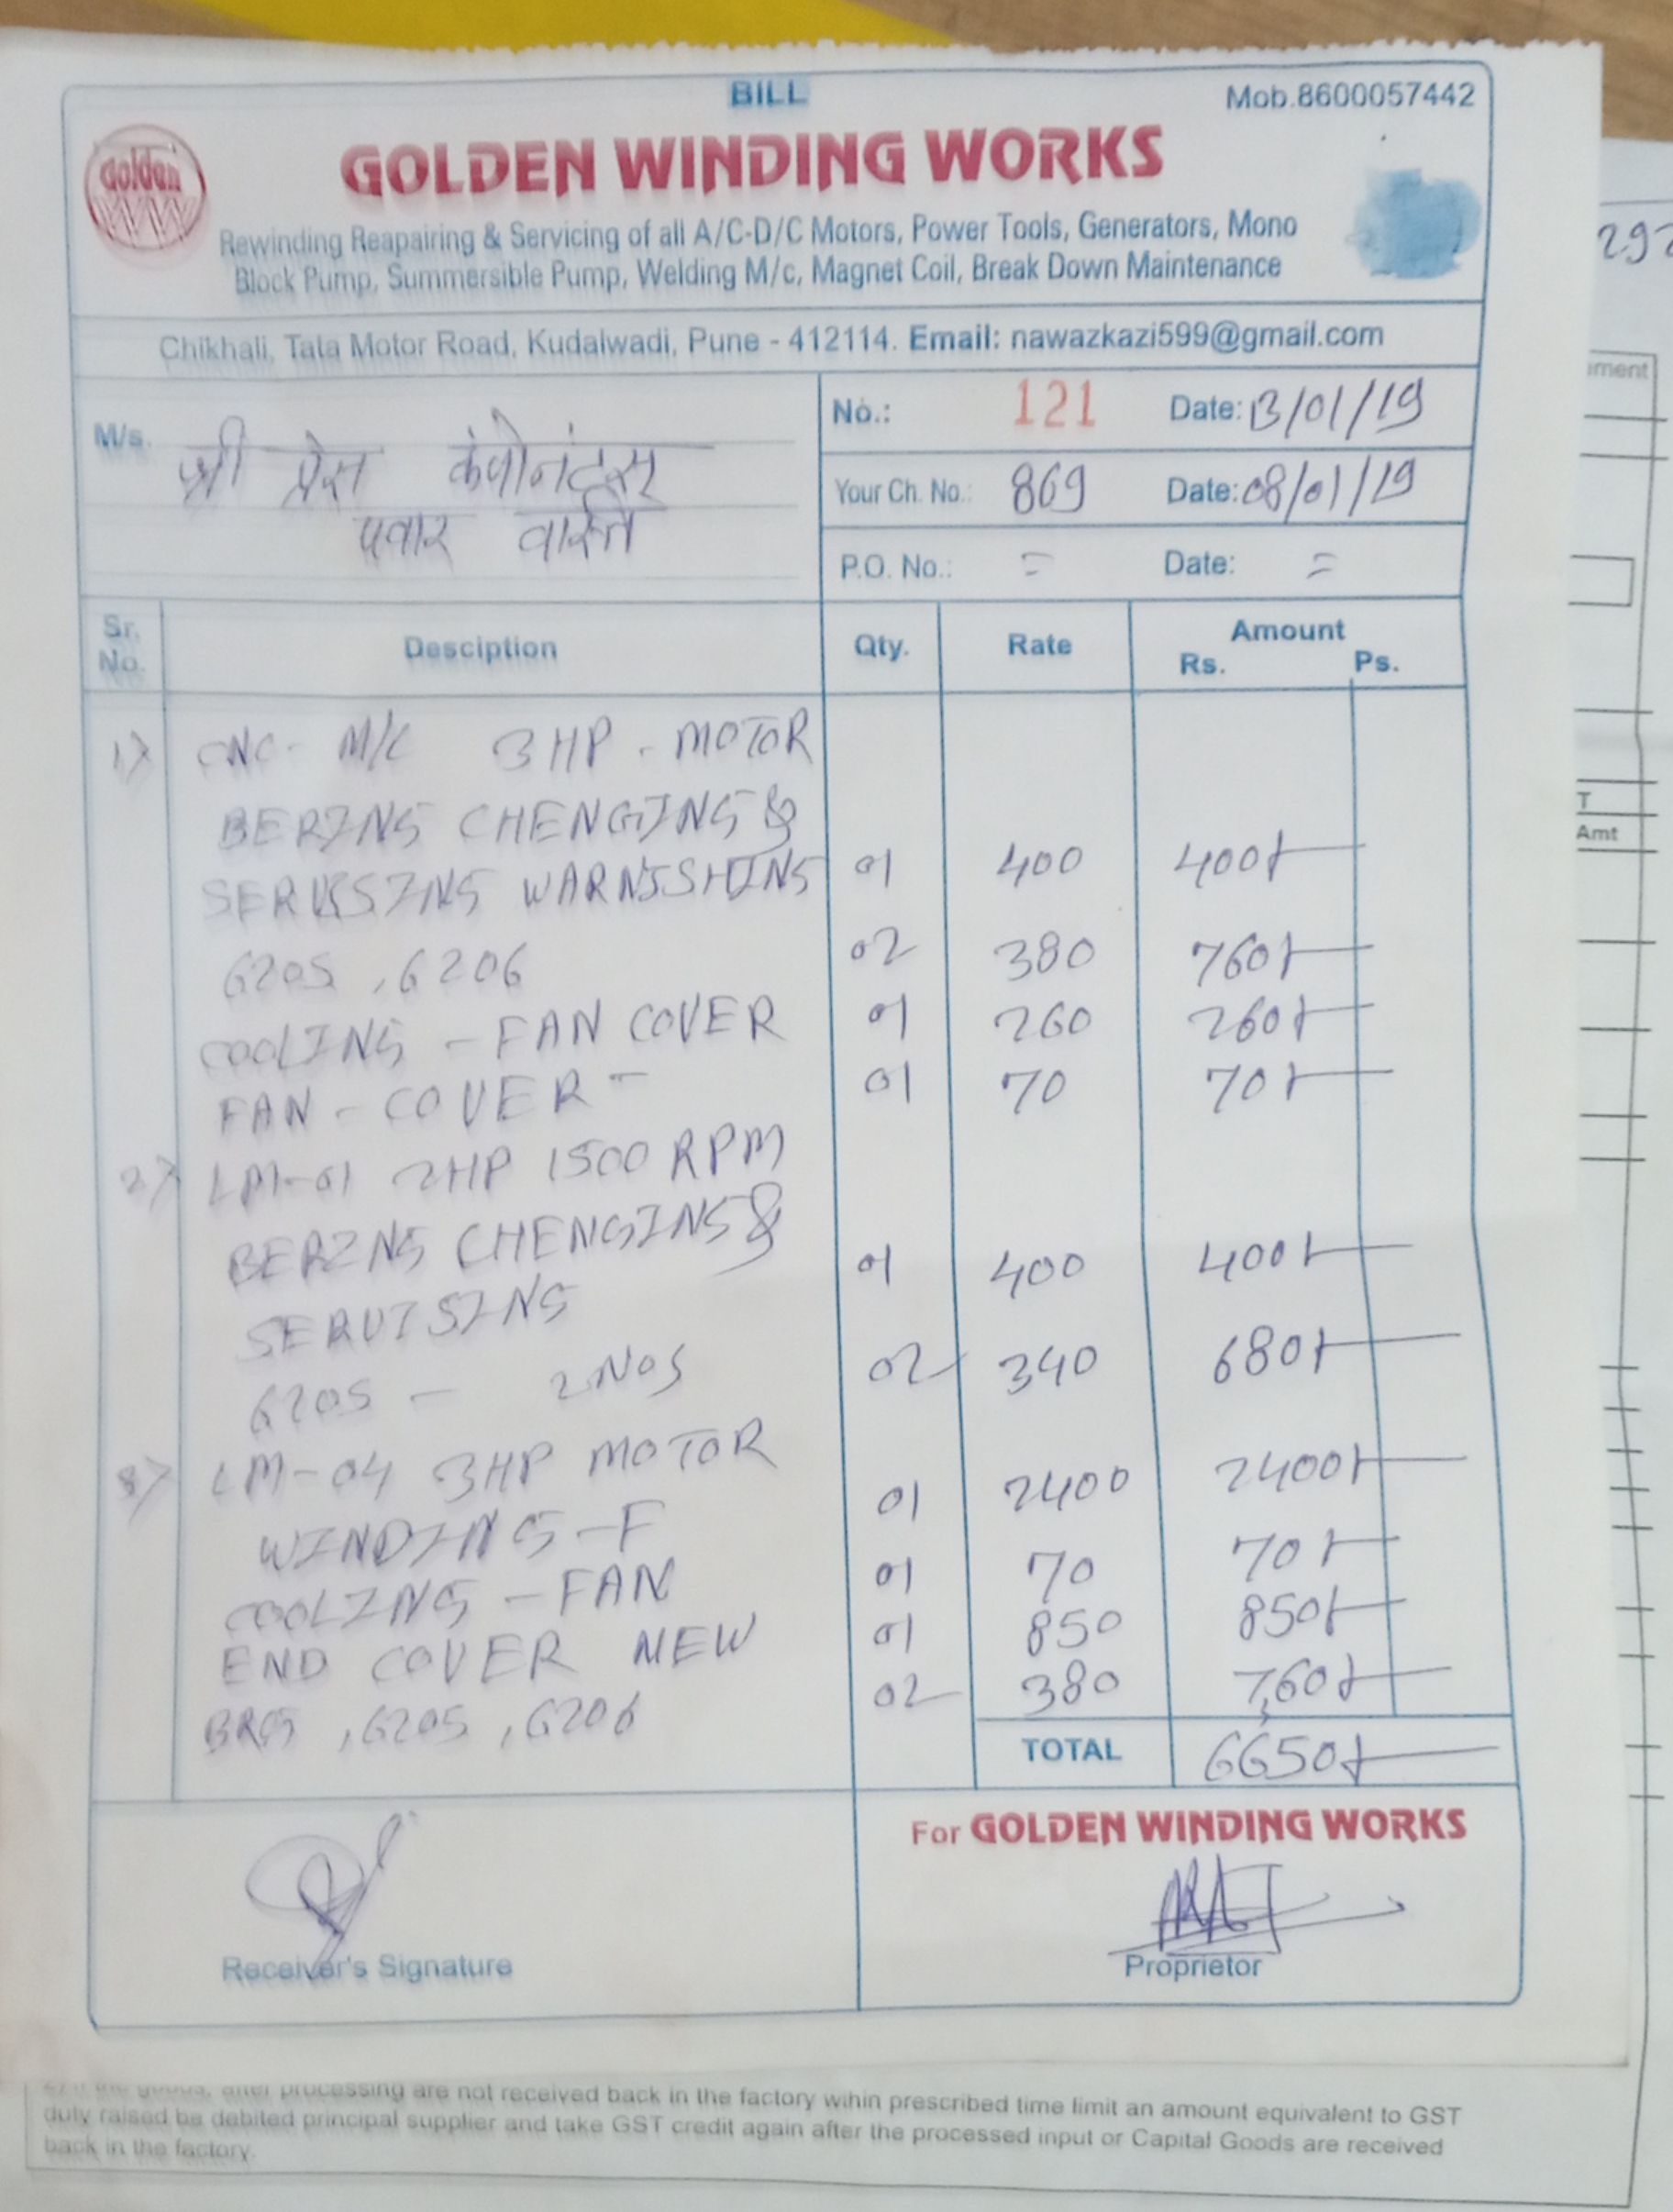 BILL
Mob.8600057442
Golden
WW
GOLDEN WINDING WORKS
Rewinding Reapairing & Servicing of all A/C-D/C Motors, Power Tools, Generators, Mono
Block Pump, Summersible Pump, Welding M/c, Magnet Coil, Break Down Maintenance
Chikhali, Tata Motor Road, Kudalwadi, Pune - 412114. Email: nawazkazi599@gmail.com
No.: 121 Date: 13/01/19
M/s. श्री प्रेस कंपोनंटस
Your Ch. No.: 869 Date: 08/01/19
पवार वास्ति
P.O. No.: = Date: =
Sr. No. Desciption Qty. Rate Amount Rs. Ps.
1) CNC- M/C 3HP - MOTOR
BERING CHENGING &
SERVISING WARNISHING 01 400 400/-
6205, 6206 02 380 760/-
COOLING - FAN COVER 01 260 260/-
FAN - COVER - 01 70 70/-
2) LM-01 2HP 1500 RPM
BERING CHENGING & 01 400 400/-
SERVISING
6205 - 2NOS 02 340 680/-
3) LM-04 3HP MOTOR
WINDING - F 01 2400 2400/-
COOLING - FAN 01 70 70/-
END COVER NEW 01 850 850/-
BRG, 6205, 6206 02 380 760/-
TOTAL 6650/-
For GOLDEN WINDING WORKS
Receiver's Signature
Proprietor
292
ment
T
Amt
after processing are not received back in the factory wihin prescribed time limit an amount equivalent to GST
duty raised be debited principal supplier and take GST credit again after the processed input or Capital Goods are received
back in the factory.